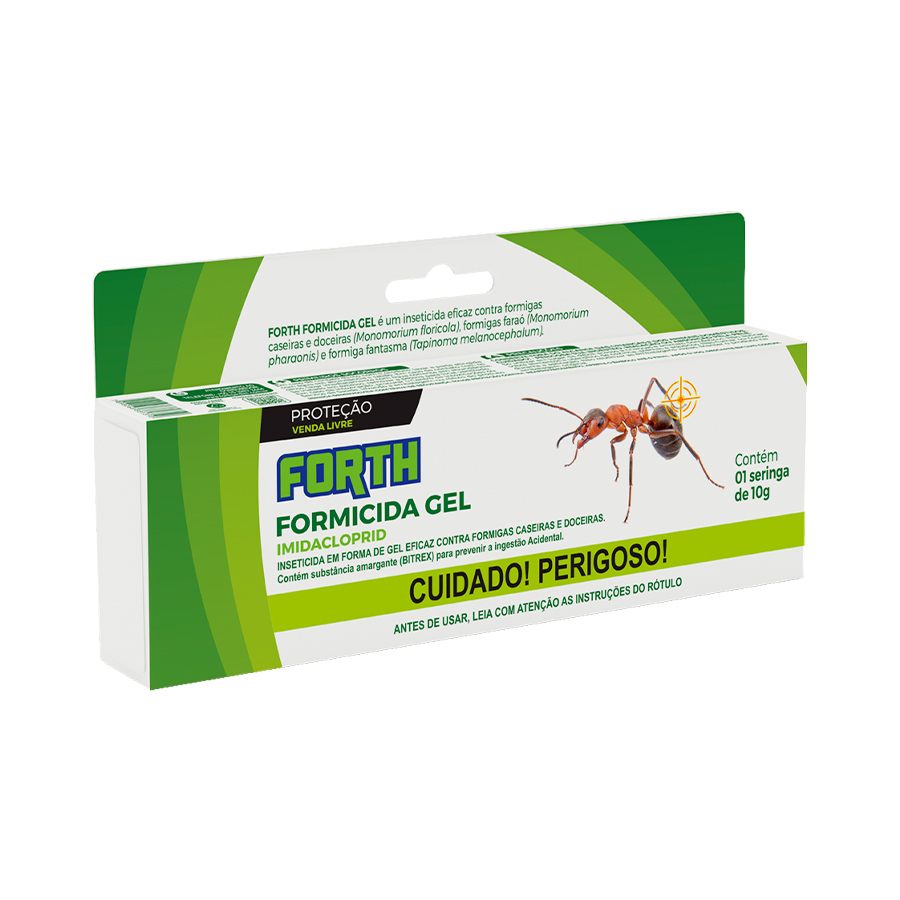 FORTH FORMICIDA GEL é um inseticida eficaz contra formigas
caseiras e doceiras (Monomorium floricola), formigas faraó (Monomorium
pharaonis) e formiga fantasma (Tapinoma melanocephalum).
PROTEÇÃO
VENDA LIVRE
FORTH
FORMICIDA GEL
IMIDACLOPRID
INSETICIDA EM FORMA DE GEL EFICAZ CONTRA FORMIGAS CASEIRAS E DOCEIRAS.
Contém substância amargante (BITREX) para prevenir a ingestão Acidental.
Contém
01 seringa
de 10g
CUIDADO! PERIGOSO!
ANTES DE USAR, LEIA COM ATENÇÃO AS INSTRUÇÕES DO RÓTULO